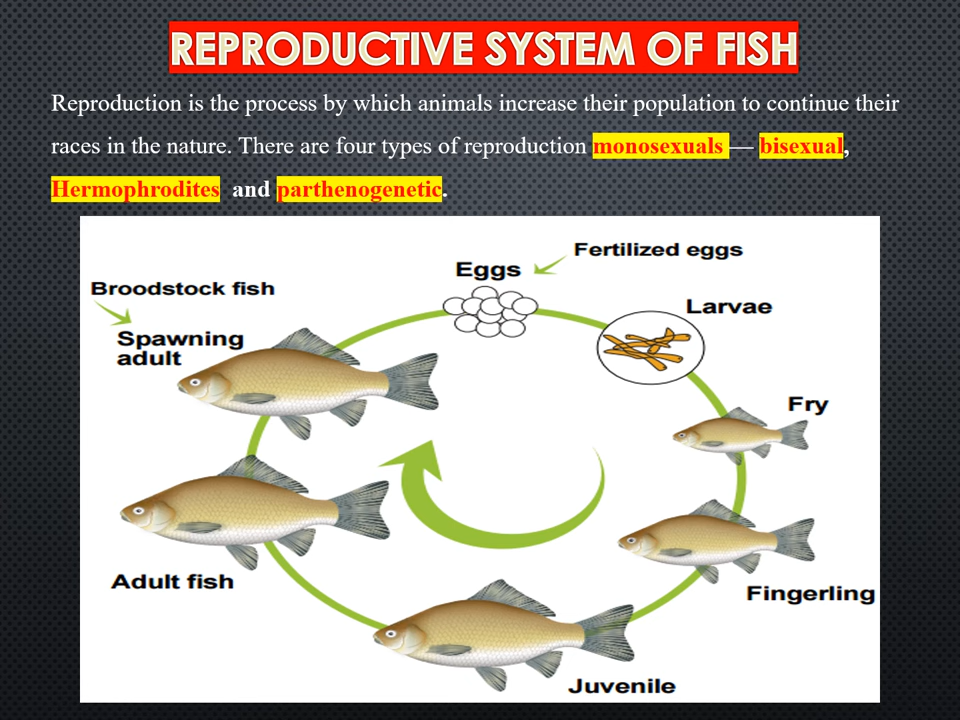 REPRODUCTIVE SYSTEM OF FISH
Reproduction is the process by which animals increase their population to continue their
races in the nature. There are four types of reproduction monosexuals — bisexual,
Hermophrodites and parthenogenetic.
Fertilized eggs
Eggs
Broodstock fish
Larvae
Spawning
adult
Fry
Adult fish
Fingerling
Juvenile